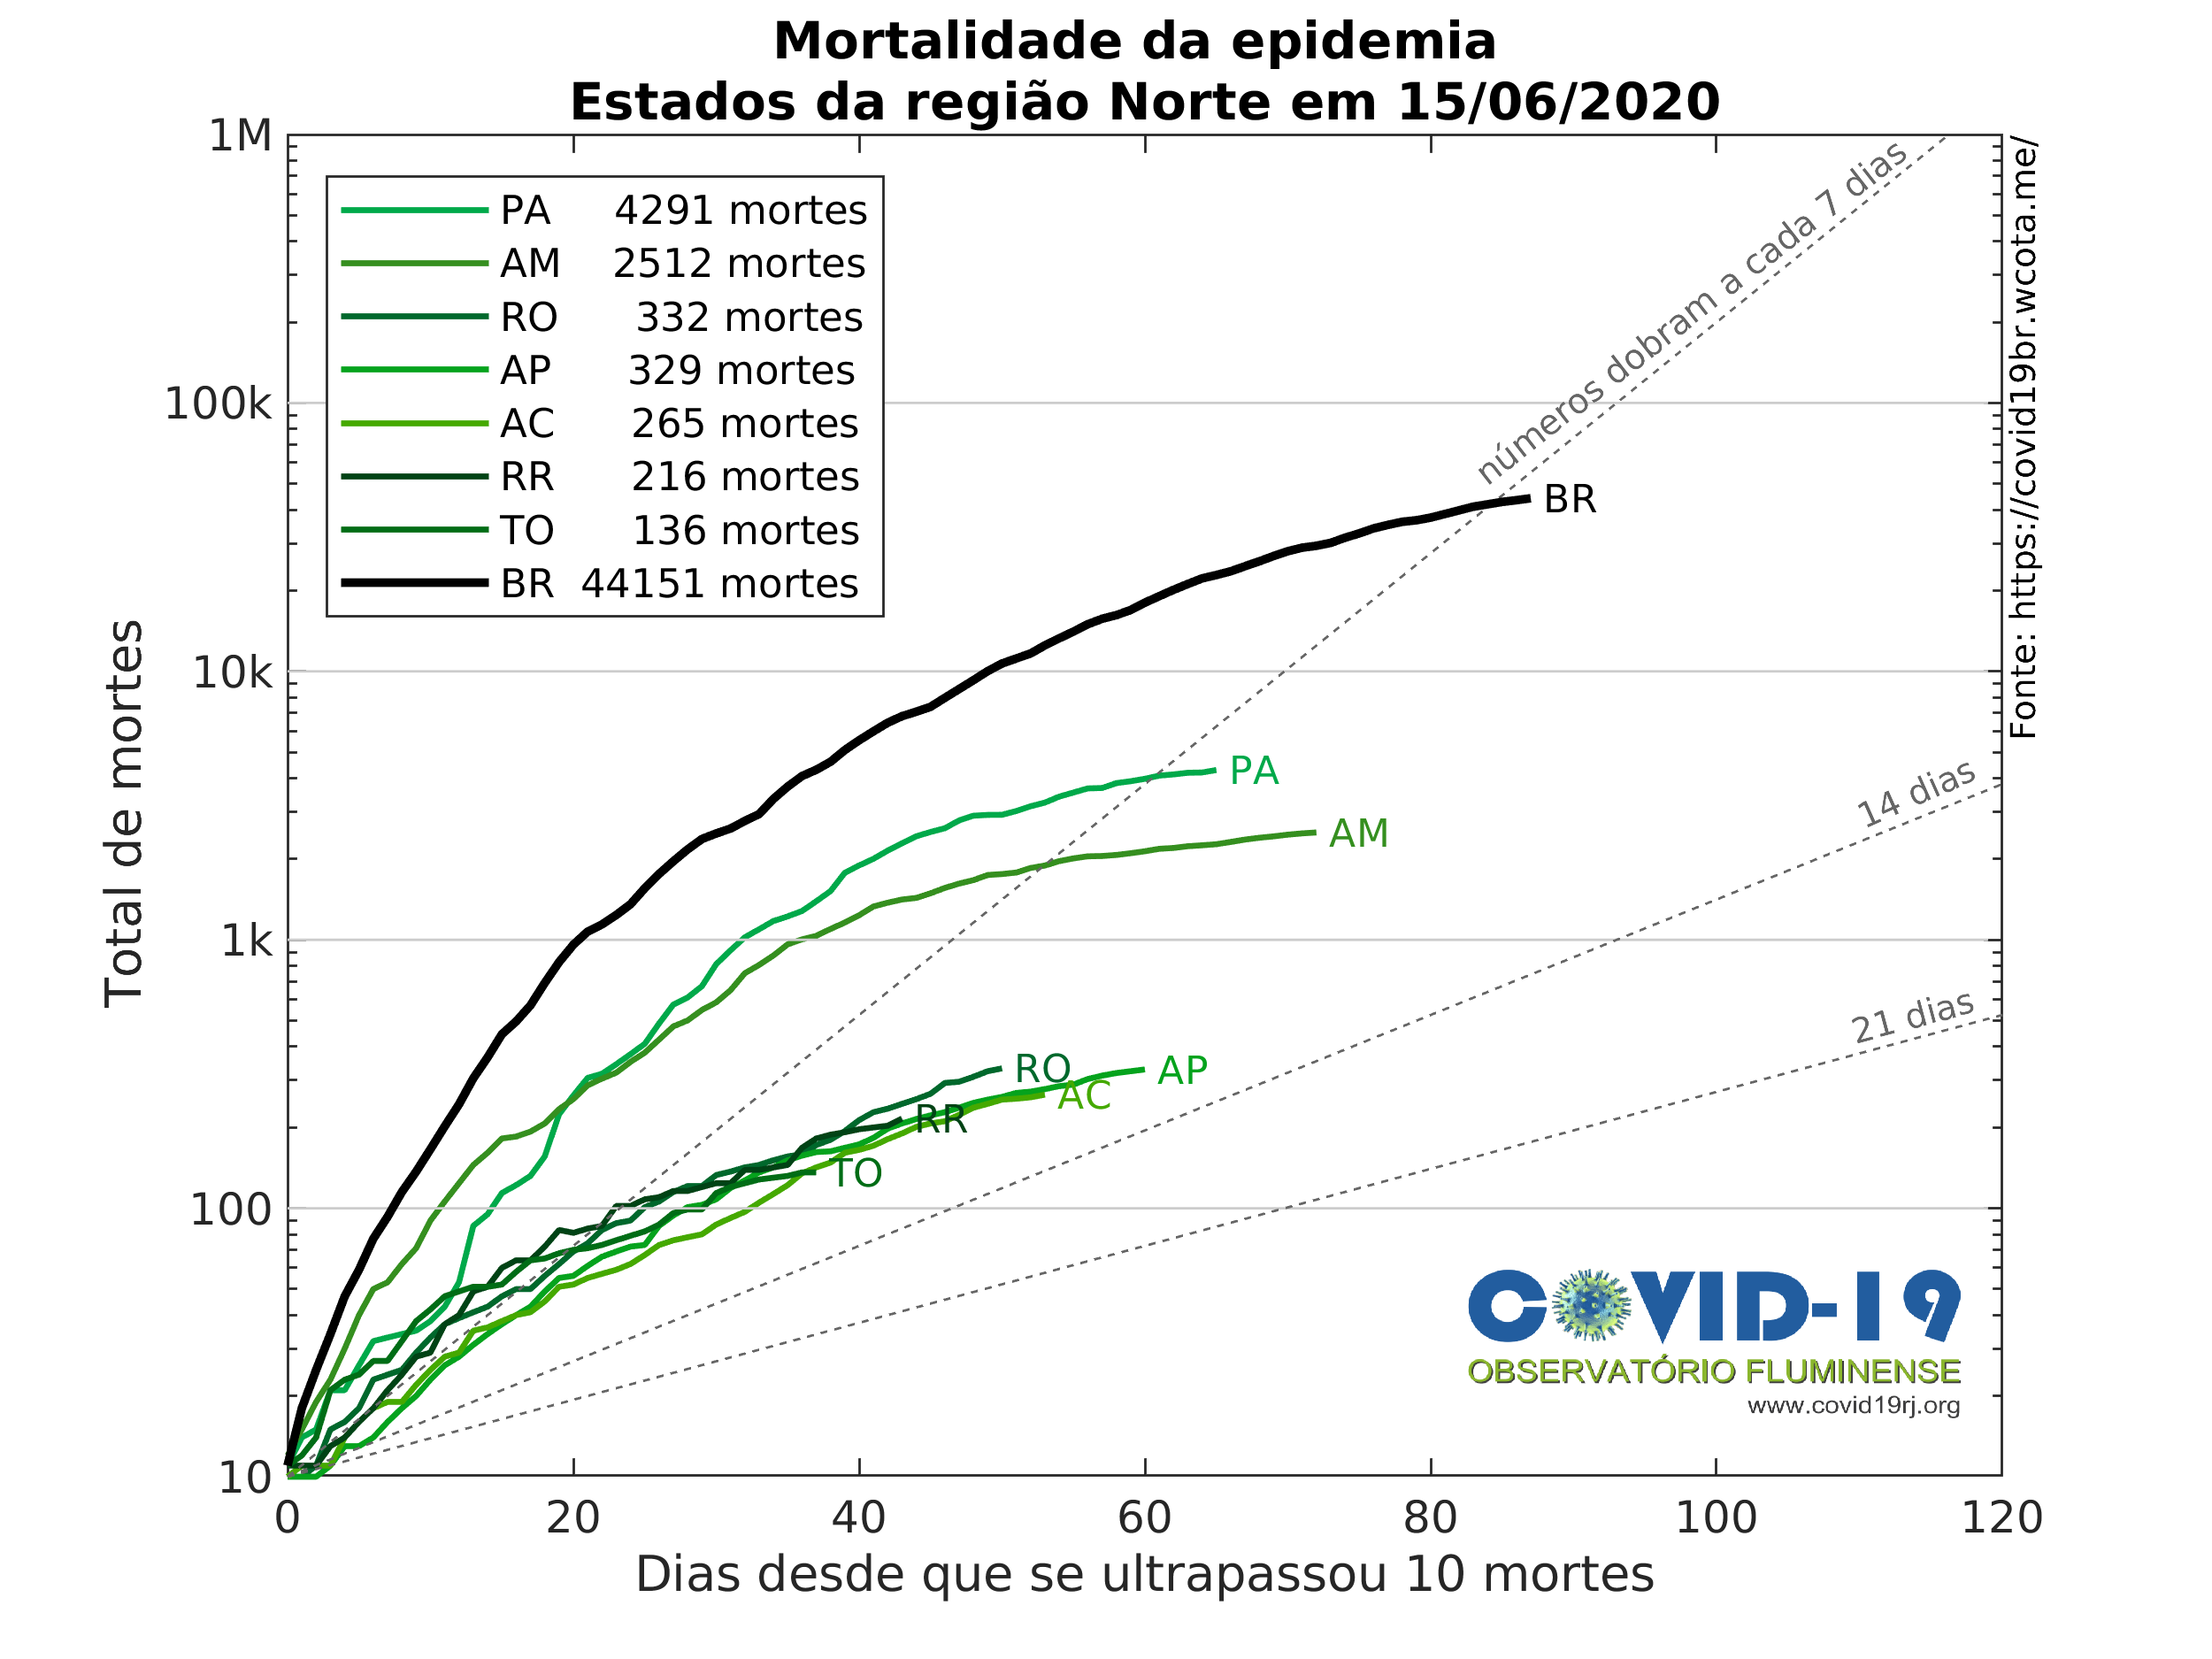 Mortalidade da epidemia
Estados da região Norte em 15/06/2020
1M
100k
10k
1k
100
10
Total de mortes
PA 4291 mortes
AM 2512 mortes
RO 332 mortes
AP 329 mortes
AC 265 mortes
RR 216 mortes
TO 136 mortes
BR 44151 mortes
números dobram a cada 7 dias
14 dias
21 dias
BR
PA
AM
RO
AP
AC
RR
TO
Fonte: https://covid19br.wcota.me/
COVID-19
OBSERVATÓRIO FLUMINENSE
www.covid19rj.org
0 20 40 60 80 100 120
Dias desde que se ultrapassou 10 mortes